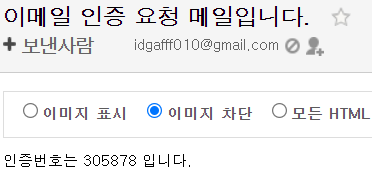 이메일 인증 요청 메일입니다.
보낸사람 idgafff010@gmail.com
이미지 표시 이미지 차단 모든 HTML
인증번호는 305878 입니다.